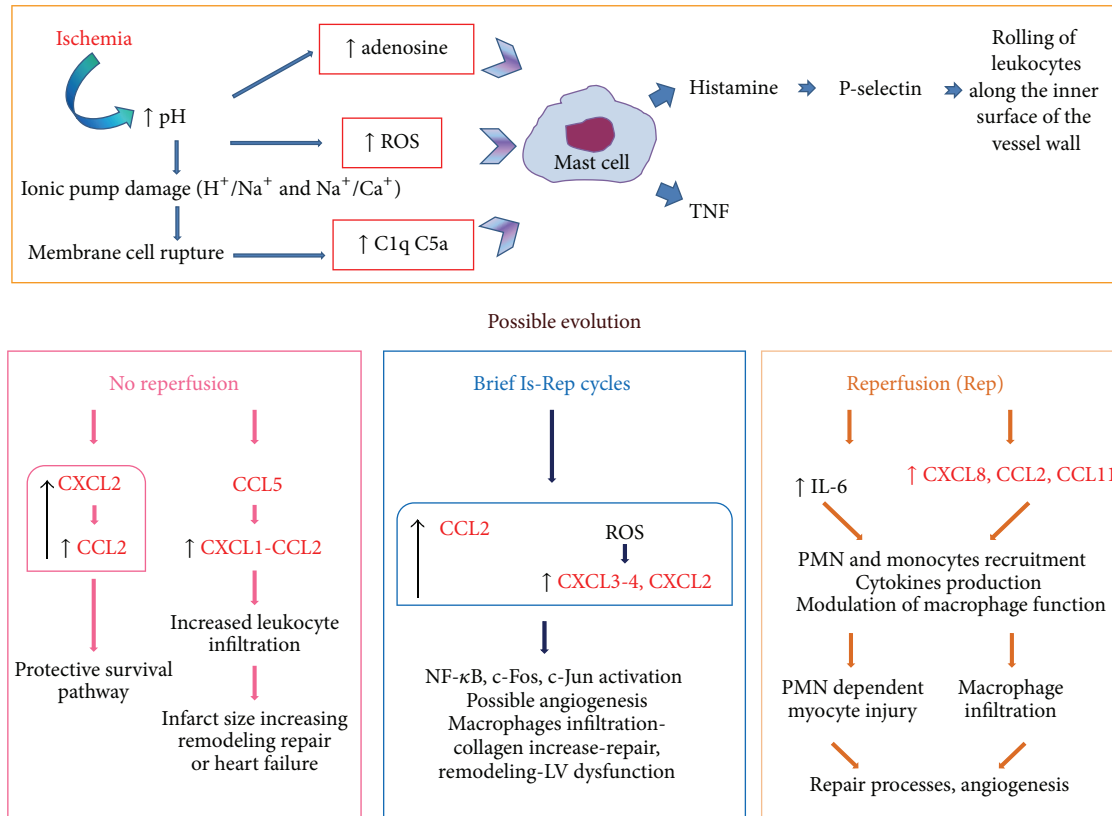 Ischemia
↑ pH
Ionic pump damage (H⁺/Na⁺ and Na⁺/Ca⁺)
Membrane cell rupture
↑ adenosine
↑ ROS
↑ C1q C5a
Mast cell
Histamine
TNF
P-selectin
Rolling of
leukocytes
along the inner
surface of the
vessel wall
Possible evolution
No reperfusion
CXCL2
↑ CCL2
Protective survival
pathway
CCL5
↑ CXCL1-CCL2
Increased leukocyte
infiltration
Infarct size increasing
remodeling repair
or heart failure
Brief Is-Rep cycles
CCL2
ROS
↑ CXCL3-4, CXCL2
NF-κB, c-Fos, c-Jun activation
Possible angiogenesis
Macrophages infiltration-
collagen increase-repair,
remodeling-LV dysfunction
Reperfusion (Rep)
↑ IL-6
↑ CXCL8, CCL2, CCL11
PMN and monocytes recruitment
Cytokines production
Modulation of macrophage function
PMN dependent
myocyte injury
Macrophage
infiltration
Repair processes, angiogenesis